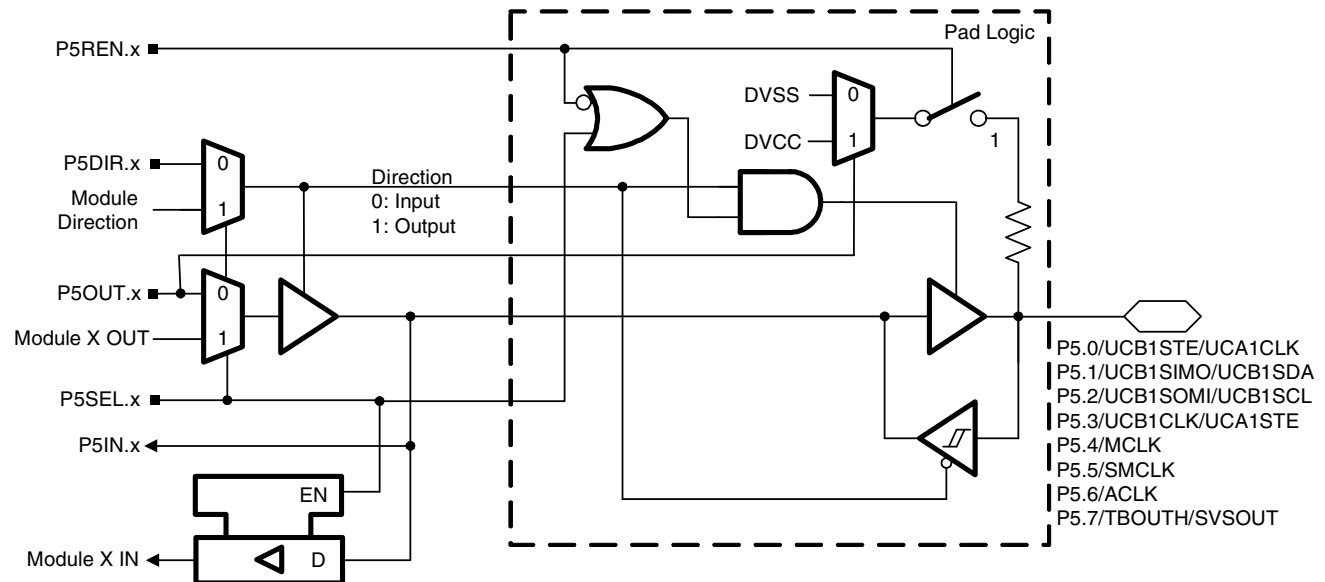 Pad Logic
P5REN.x
DVSS
0
DVCC
1
1
P5DIR.x
0
Module
Direction
1
Direction
0: Input
1: Output
P5OUT.x
0
Module X OUT
1
P5SEL.x
P5IN.x
EN
Module X IN
D
P5.0/UCB1STE/UCA1CLK
P5.1/UCB1SIMO/UCB1SDA
P5.2/UCB1SOMI/UCB1SCL
P5.3/UCB1CLK/UCA1STE
P5.4/MCLK
P5.5/SMCLK
P5.6/ACLK
P5.7/TBOUTH/SVSOUT